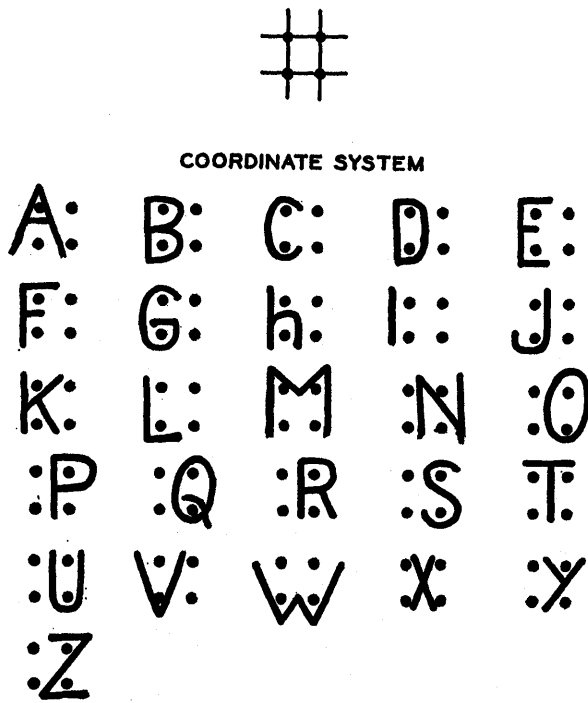 COORDINATE SYSTEM
A B C D E
F G h I J
K L M N O
P Q R S T
U V W X Y
Z